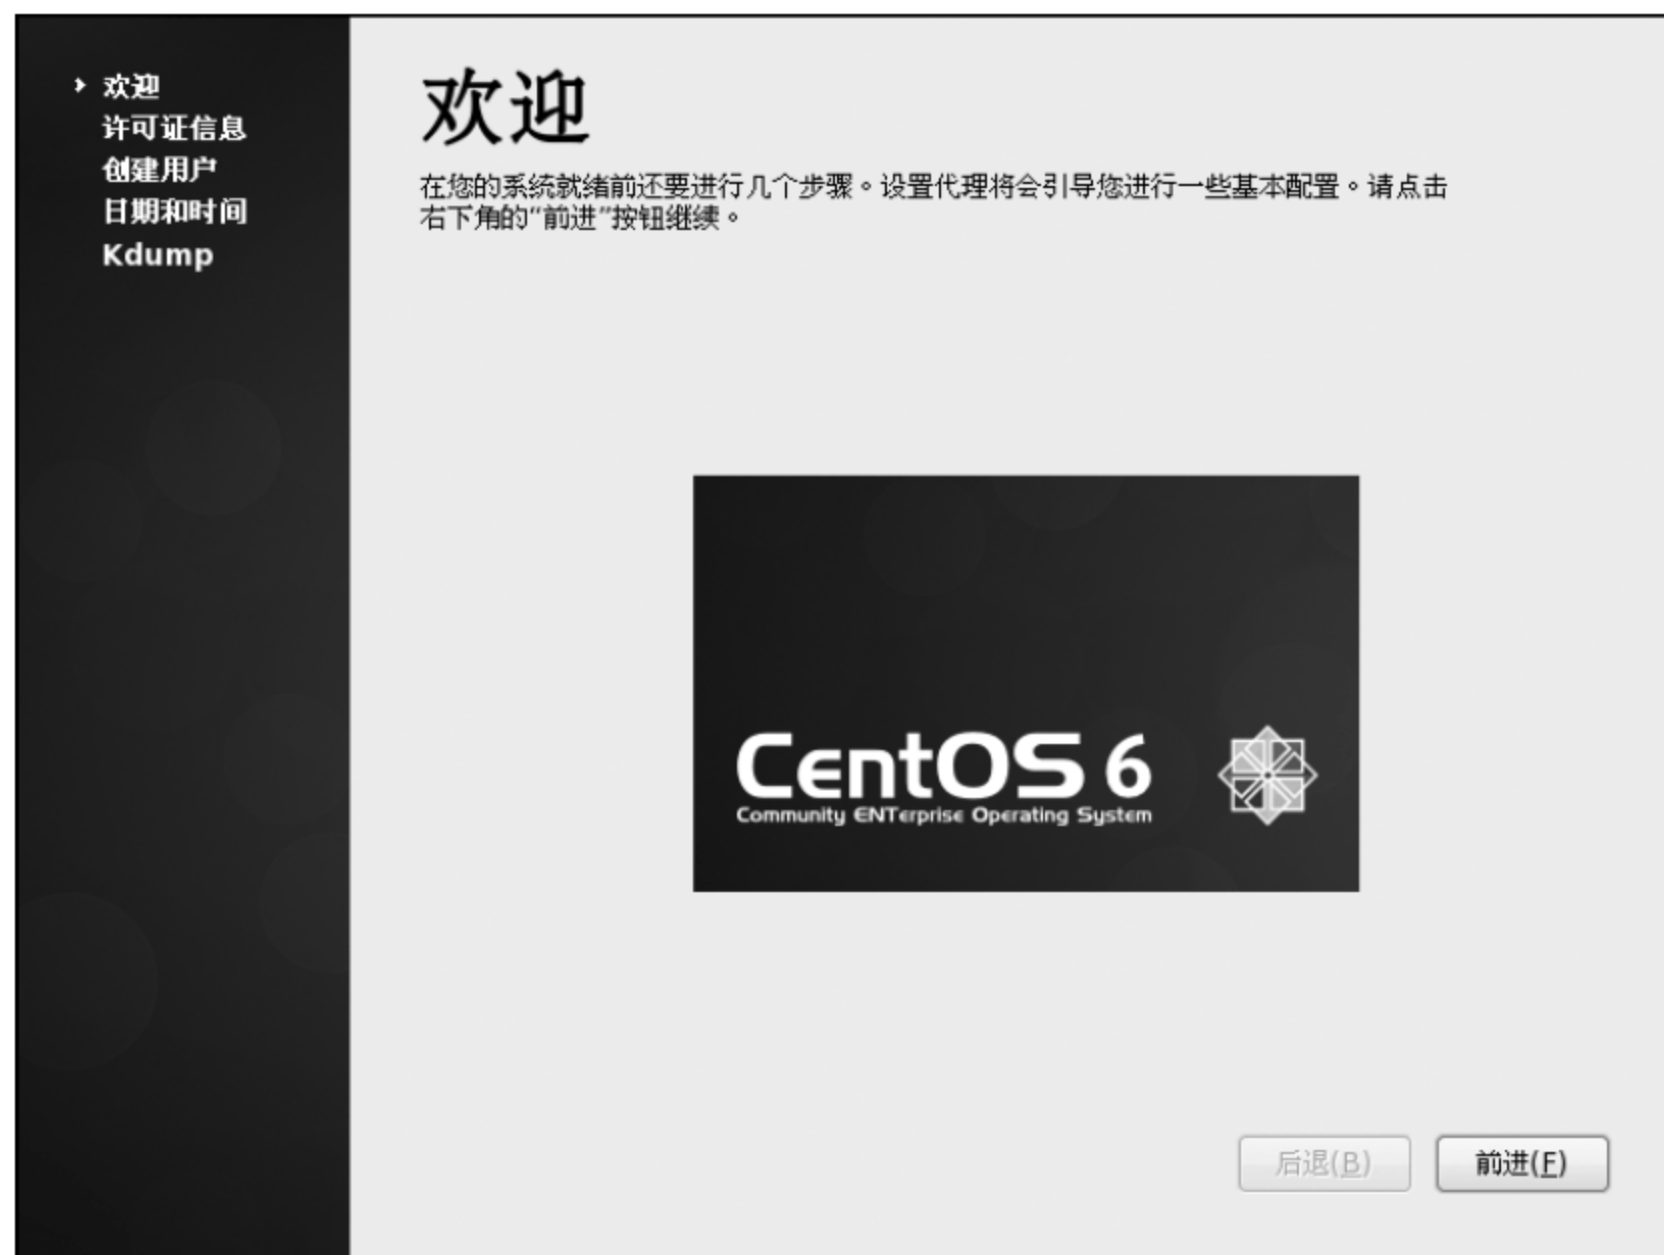 欢迎
许可证信息
创建用户
日期和时间
Kdump
欢迎
在您的系统就绪前还要进行几个步骤。设置代理将会引导您进行一些基本配置。请点击
右下角的“前进”按钮继续。
CentOS 6
Community ENTerprise Operating System
后退(B)
前进(F)